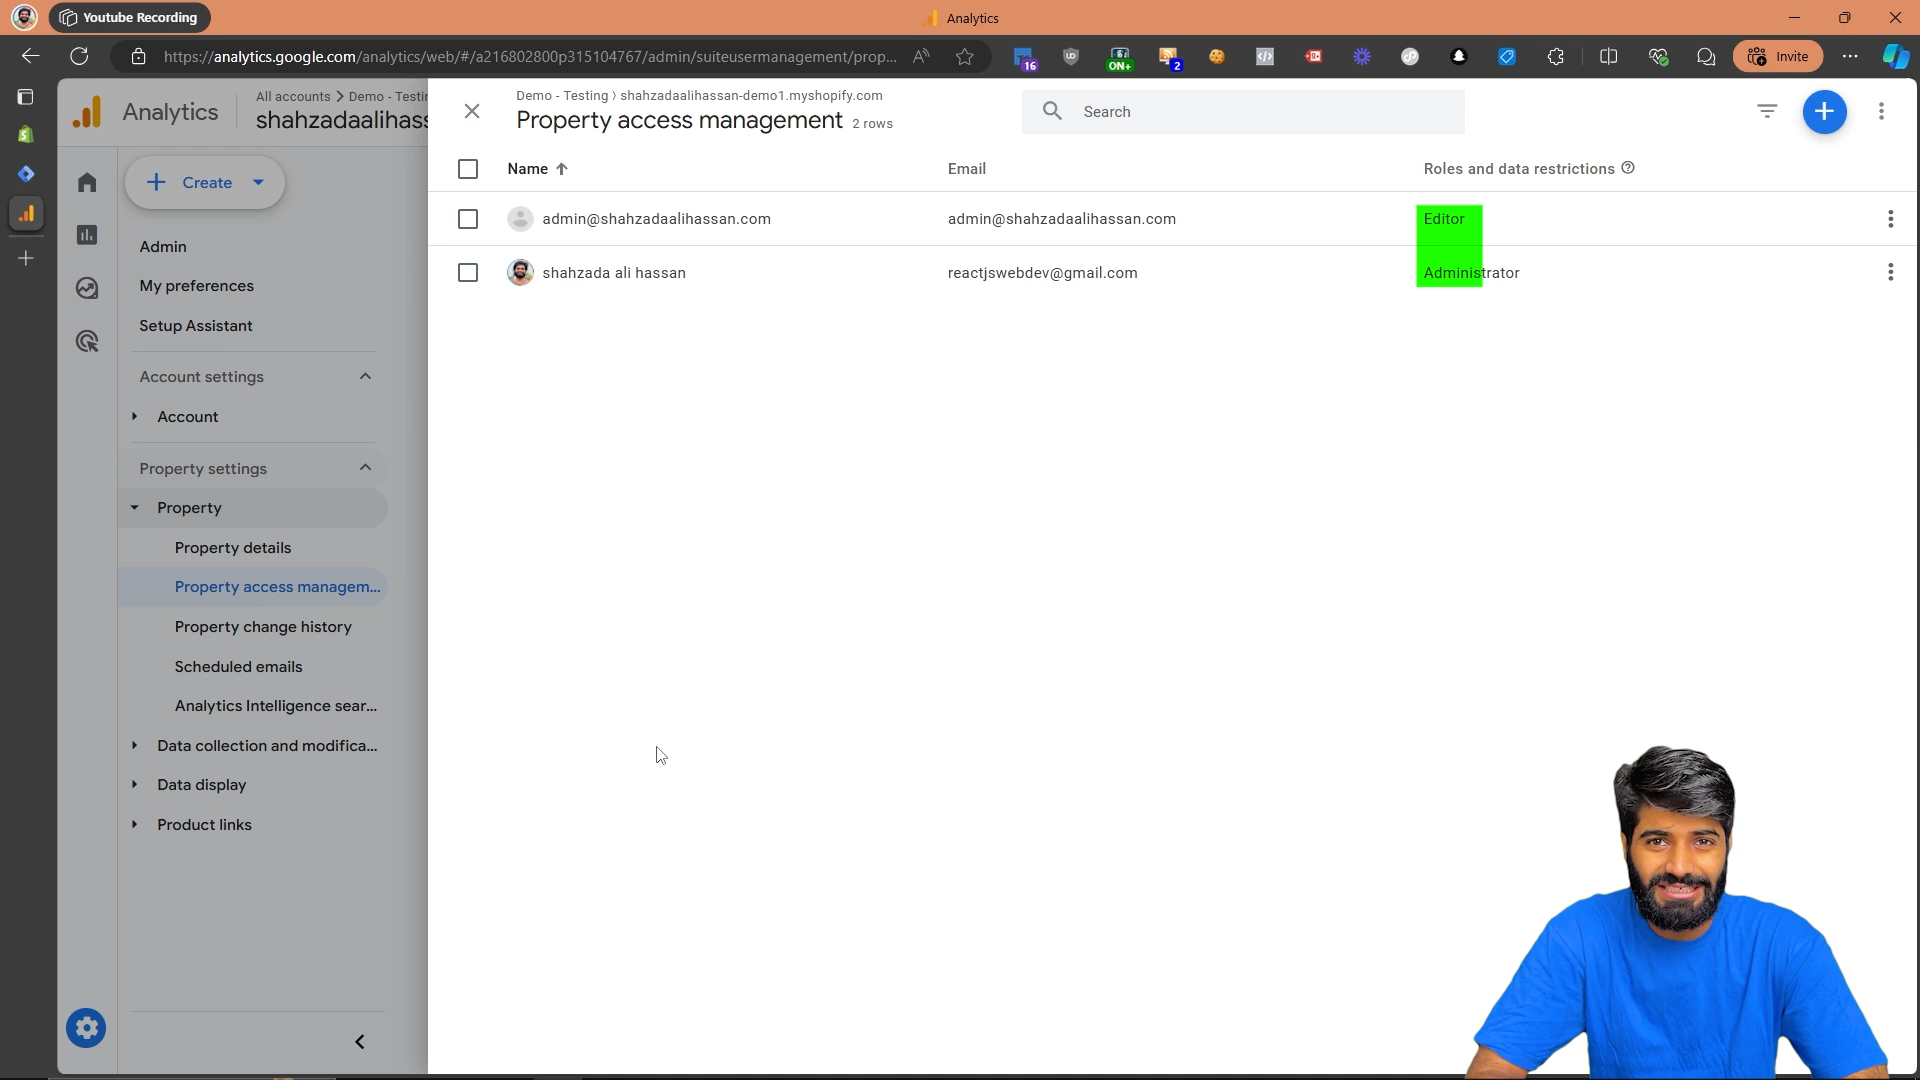 Youtube Recording
Analytics
https://analytics.google.com/analytics/web/#/a216802800p315104767/admin/suiteusermanagement/prop...
16
ON+
2
Invite
Analytics
All accounts > Demo - Testin
shahzadaalihass
Demo - Testing > shahzadaalihassan-demo1.myshopify.com
Property access management 2 rows
Search
Create
Name
Email
Roles and data restrictions
admin@shahzadaalihassan.com
admin@shahzadaalihassan.com
Editor
shahzada ali hassan
reactjswebdev@gmail.com
Administrator
Admin
My preferences
Setup Assistant
Account settings
Account
Property settings
Property
Property details
Property access managem...
Property change history
Scheduled emails
Analytics Intelligence sear...
Data collection and modifica...
Data display
Product links